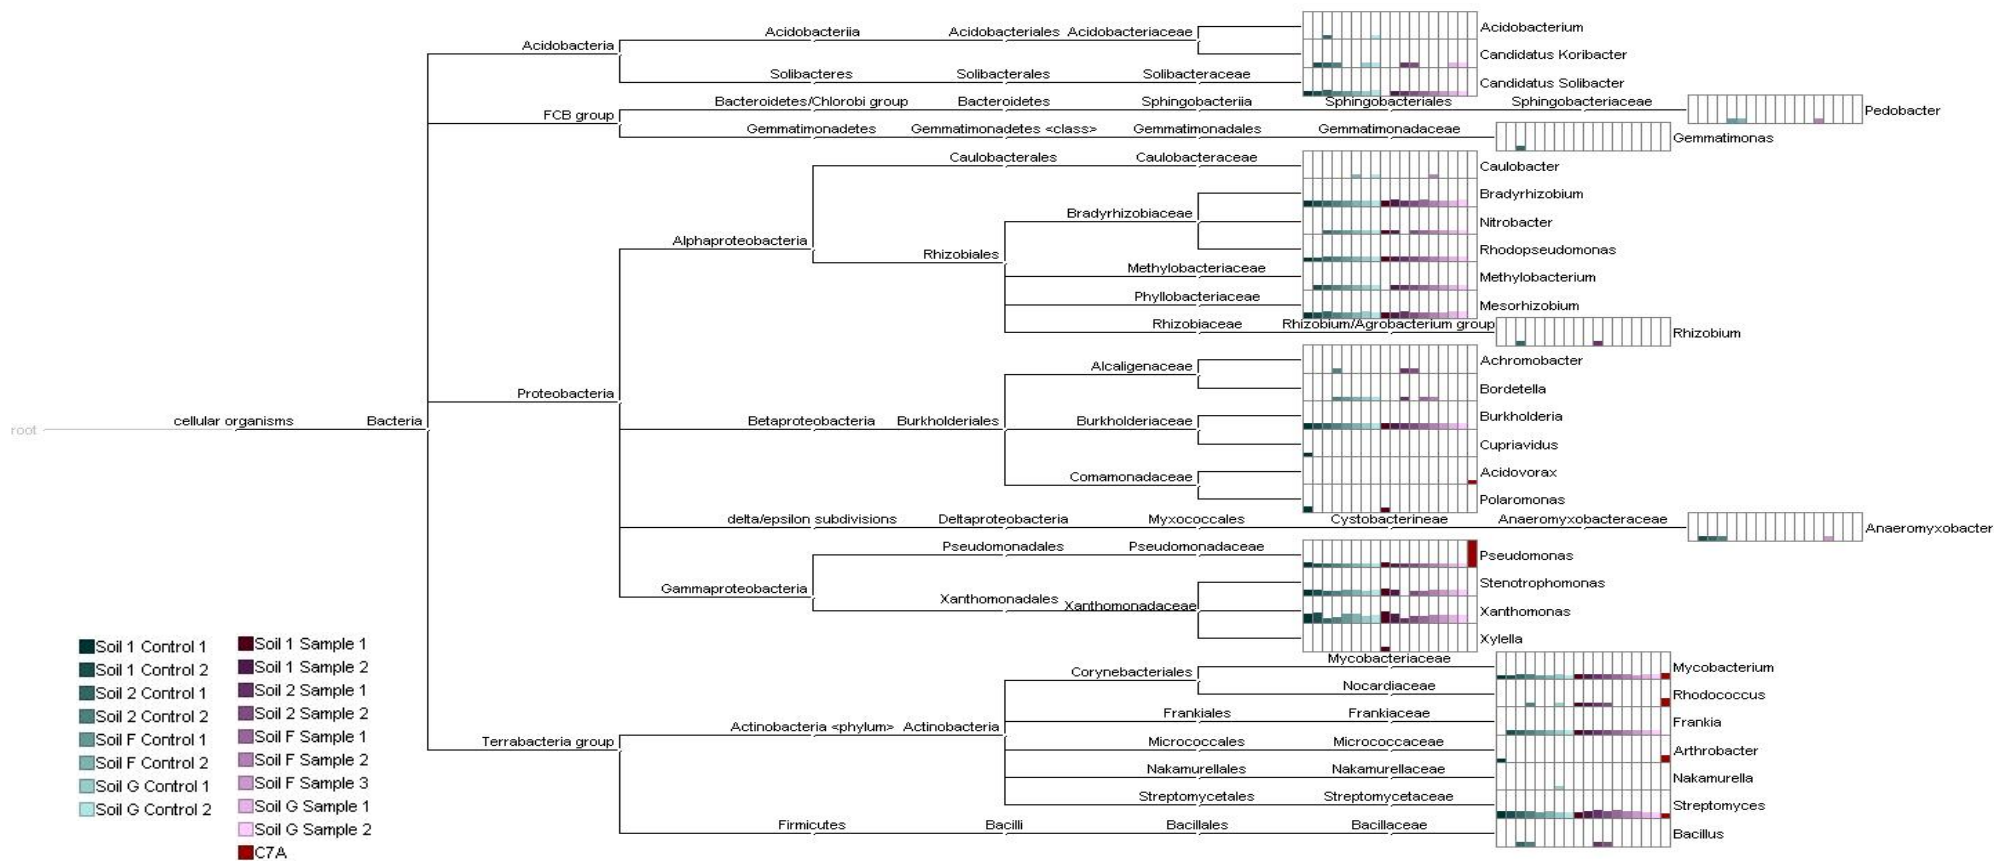 Acidobacteriia Acidobacteriales Acidobacteriaceae Acidobacterium
Acidobacteria
Candidatus Koribacter
Solibacteres Solibacterales Solibacteraceae Candidatus Solibacter
Bacteroidetes/Chlorobi group Bacteroidetes Sphingobacteriia Sphingobacteriales Sphingobacteriaceae Pedobacter
FCB group
Gemmatimonadetes Gemmatimonadetes <class> Gemmatimonadales Gemmatimonadaceae Gemmatimonas
Caulobacterales Caulobacteraceae Caulobacter
Bradyrhizobium
Bradyrhizobiaceae Nitrobacter
Alphaproteobacteria
Rhizobiales Rhodopseudomonas
Methylobacteriaceae Methylobacterium
Phyllobacteriaceae Mesorhizobium
Rhizobiaceae Rhizobium/Agrobacterium group Rhizobium
Alcaligenaceae Achromobacter
Proteobacteria Bordetella
root cellular organisms Bacteria
Betaproteobacteria Burkholderiales Burkholderiaceae Burkholderia
Cupriavidus
Comamonadaceae Acidovorax
Polaromonas
delta/epsilon subdivisions Deltaproteobacteria Myxococcales Cystobacterineae Anaeromyxobacteraceae Anaeromyxobacter
Pseudomonadales Pseudomonadaceae Pseudomonas
Gammaproteobacteria Stenotrophomonas
Xanthomonadales Xanthomonadaceae Xanthomonas
Xylella
Mycobacteriaceae Mycobacterium
Corynebacteriales
Nocardiaceae Rhodococcus
Frankiales Frankiaceae Frankia
Terrabacteria group Actinobacteria <phylum> Actinobacteria
Micrococcales Micrococcaceae Arthrobacter
Nakamurellales Nakamurellaceae Nakamurella
Streptomycetales Streptomycetaceae Streptomyces
Firmicutes Bacilli Bacillales Bacillaceae Bacillus
Soil 1 Control 1
Soil 1 Control 2
Soil 2 Control 1
Soil 2 Control 2
Soil F Control 1
Soil F Control 2
Soil G Control 1
Soil G Control 2
Soil 1 Sample 1
Soil 1 Sample 2
Soil 2 Sample 1
Soil 2 Sample 2
Soil F Sample 1
Soil F Sample 2
Soil F Sample 3
Soil G Sample 1
Soil G Sample 2
C7A